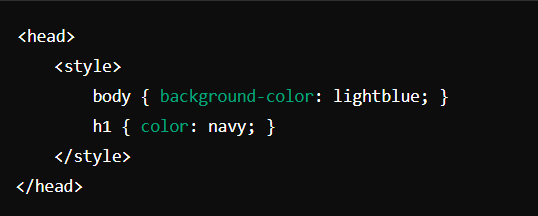 <head>
    <style>
        body { background-color: lightblue; }
        h1 { color: navy; }
    </style>
</head>